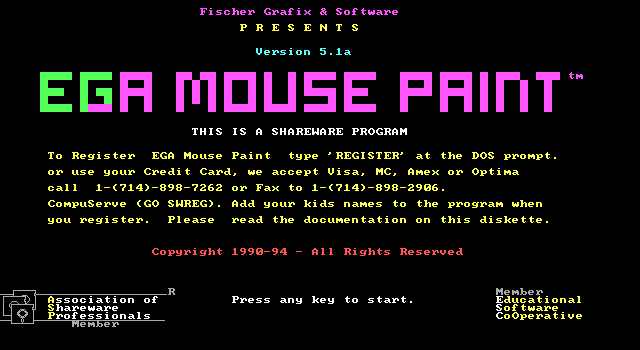 Fischer Grafix & Software
P R E S E N T S
Version 5.1a
EGA MOUSE PAINT ™
THIS IS A SHAREWARE PROGRAM
To Register  EGA Mouse Paint  type 'REGISTER' at the DOS prompt.
or use your Credit Card, we accept Visa, MC, Amex or Optima
call  1-(714)-898-7262 or Fax to 1-(714)-898-2906.
CompuServe (GO SWREG). Add your kids names to the program when
you register.  Please  read the documentation on this diskette.
Copyright 1990-94 - All Rights Reserved
R
Association of
Shareware
Professionals
Member
Press any key to start.
Member
Educational
Software
CoOperative